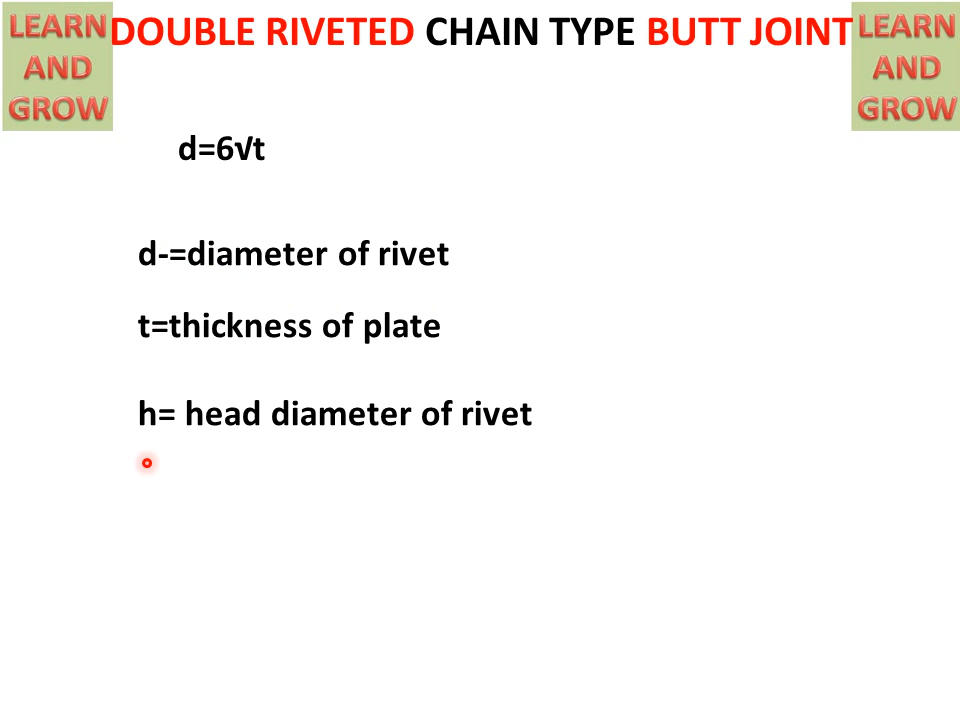 LEARN
AND
GROW
DOUBLE RIVETED CHAIN TYPE BUTT JOINT
LEARN
AND
GROW
d=6√t
d-=diameter of rivet
t=thickness of plate
h= head diameter of rivet